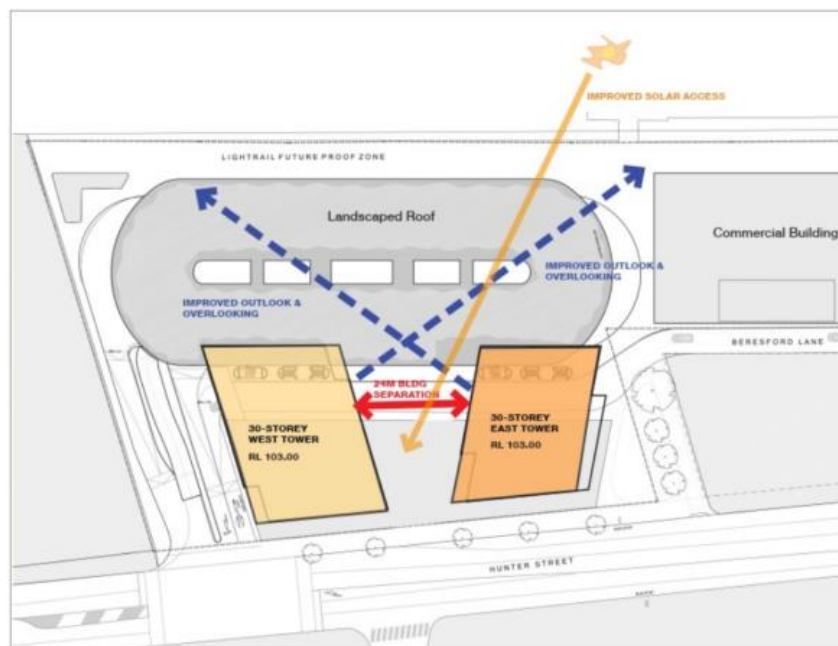 IMPROVED SOLAR ACCESS
LIGHTRAIL FUTURE PROOF ZONE
Landscaped Roof
Commercial Building
IMPROVED OUTLOOK &
OVERLOOKING
IMPROVED OUTLOOK &
OVERLOOKING
BERESFORD LANE
24M BLDG
SEPARATION
30-STOREY
WEST TOWER
RL 103.00
30-STOREY
EAST TOWER
RL 103.00
HUNTER STREET